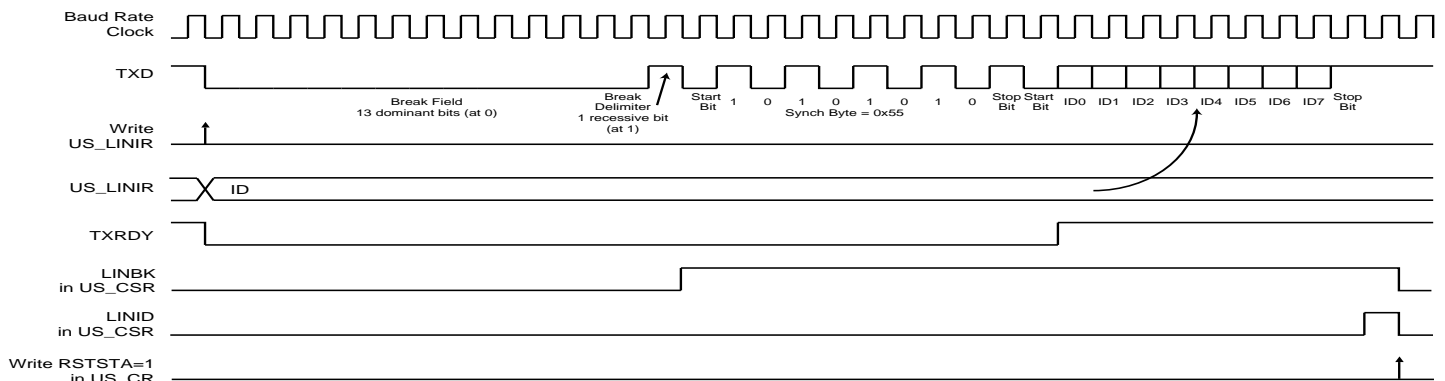 Baud Rate
Clock
TXD
Break Field
13 dominant bits (at 0)
Break
Delimiter
1 recessive bit
(at 1)
Start
Bit
1 0 1 0 1 0 1 0
Synch Byte = 0x55
Stop
Bit
Start
Bit
ID0 ID1 ID2 ID3 ID4 ID5 ID6 ID7
Stop
Bit
Write
US_LINIR
US_LINIR
ID
TXRDY
LINBK
in US_CSR
LINID
in US_CSR
Write RSTSTA=1
in US_CR